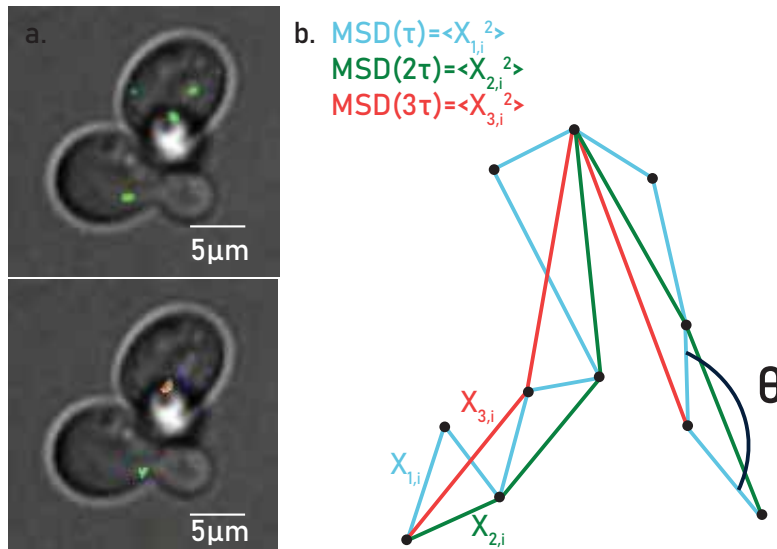 a.
5µm
5µm
b. MSD(τ)=<X1,i²>
MSD(2τ)=<X2,i²>
MSD(3τ)=<X3,i²>
X3,i
X1,i
X2,i
θ